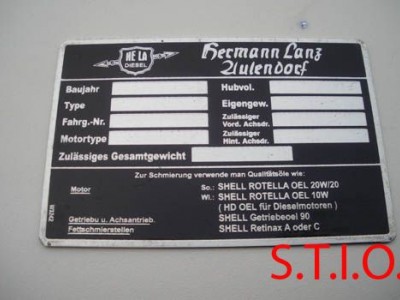 HE LA
DIESEL
Hermann Lanz
Aulendorf
Baujahr
Hubvol.
Type
Eigengew.
Fahrg.-Nr.
Zulässiger
Vord. Achsdr.
Motortype
Zulässiger
Hint. Achsdr.
Zulässiges Gesamtgewicht
Zur Schmierung verwende man Qualitätsöle wie:
Motor
So.: SHELL ROTELLA OEL 20W/20
Wi.: SHELL ROTELLA OEL 10W
( HD OEL für Dieselmotoren )
Getriebe u. Achsantrieb.
SHELL Getriebeoel 90
Fettschmierstellen
SHELL Retinax A oder C
S.T.I.O.